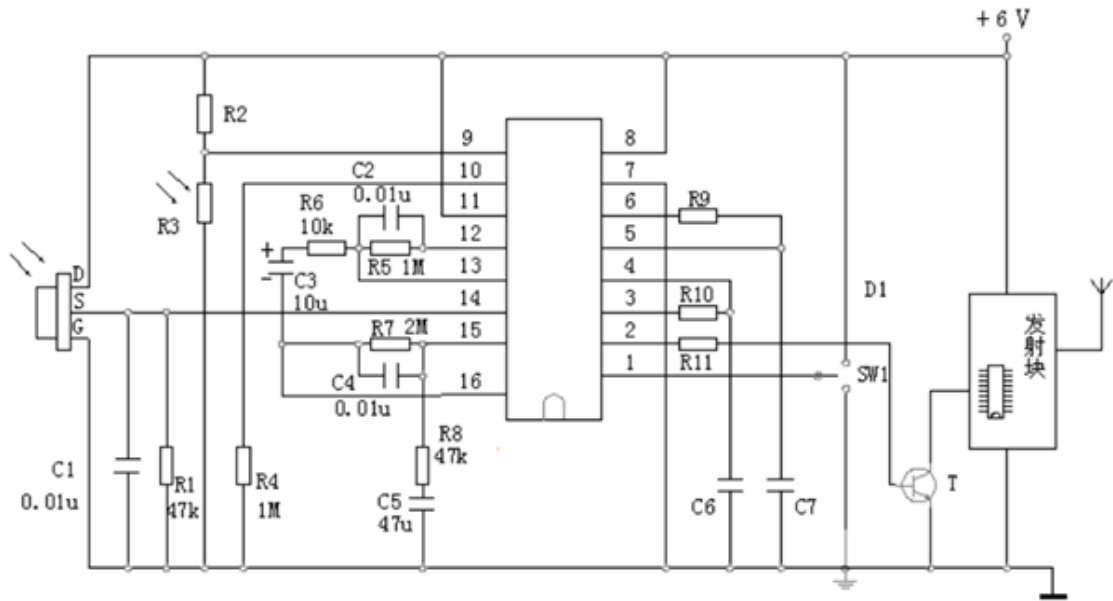 +6 V
R2
9
8
10
7
C2
0.01u
R3
R6
10k
11
6
R9
12
5
R5 1M
13
4
C3
10u
D
S
G
14
3
R10
D1
R7 2M
15
2
R11
1
SW1
C4
0.01u
16
发射块
C1
0.01u
R1
47k
R4
1M
R8
47k
C5
47u
C6
C7
T
+
-